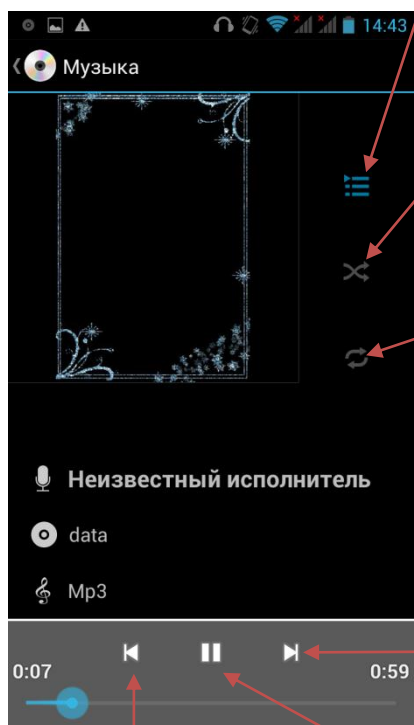 14:43
Музыка
Неизвестный исполнитель
data
Mp3
0:07
0:59